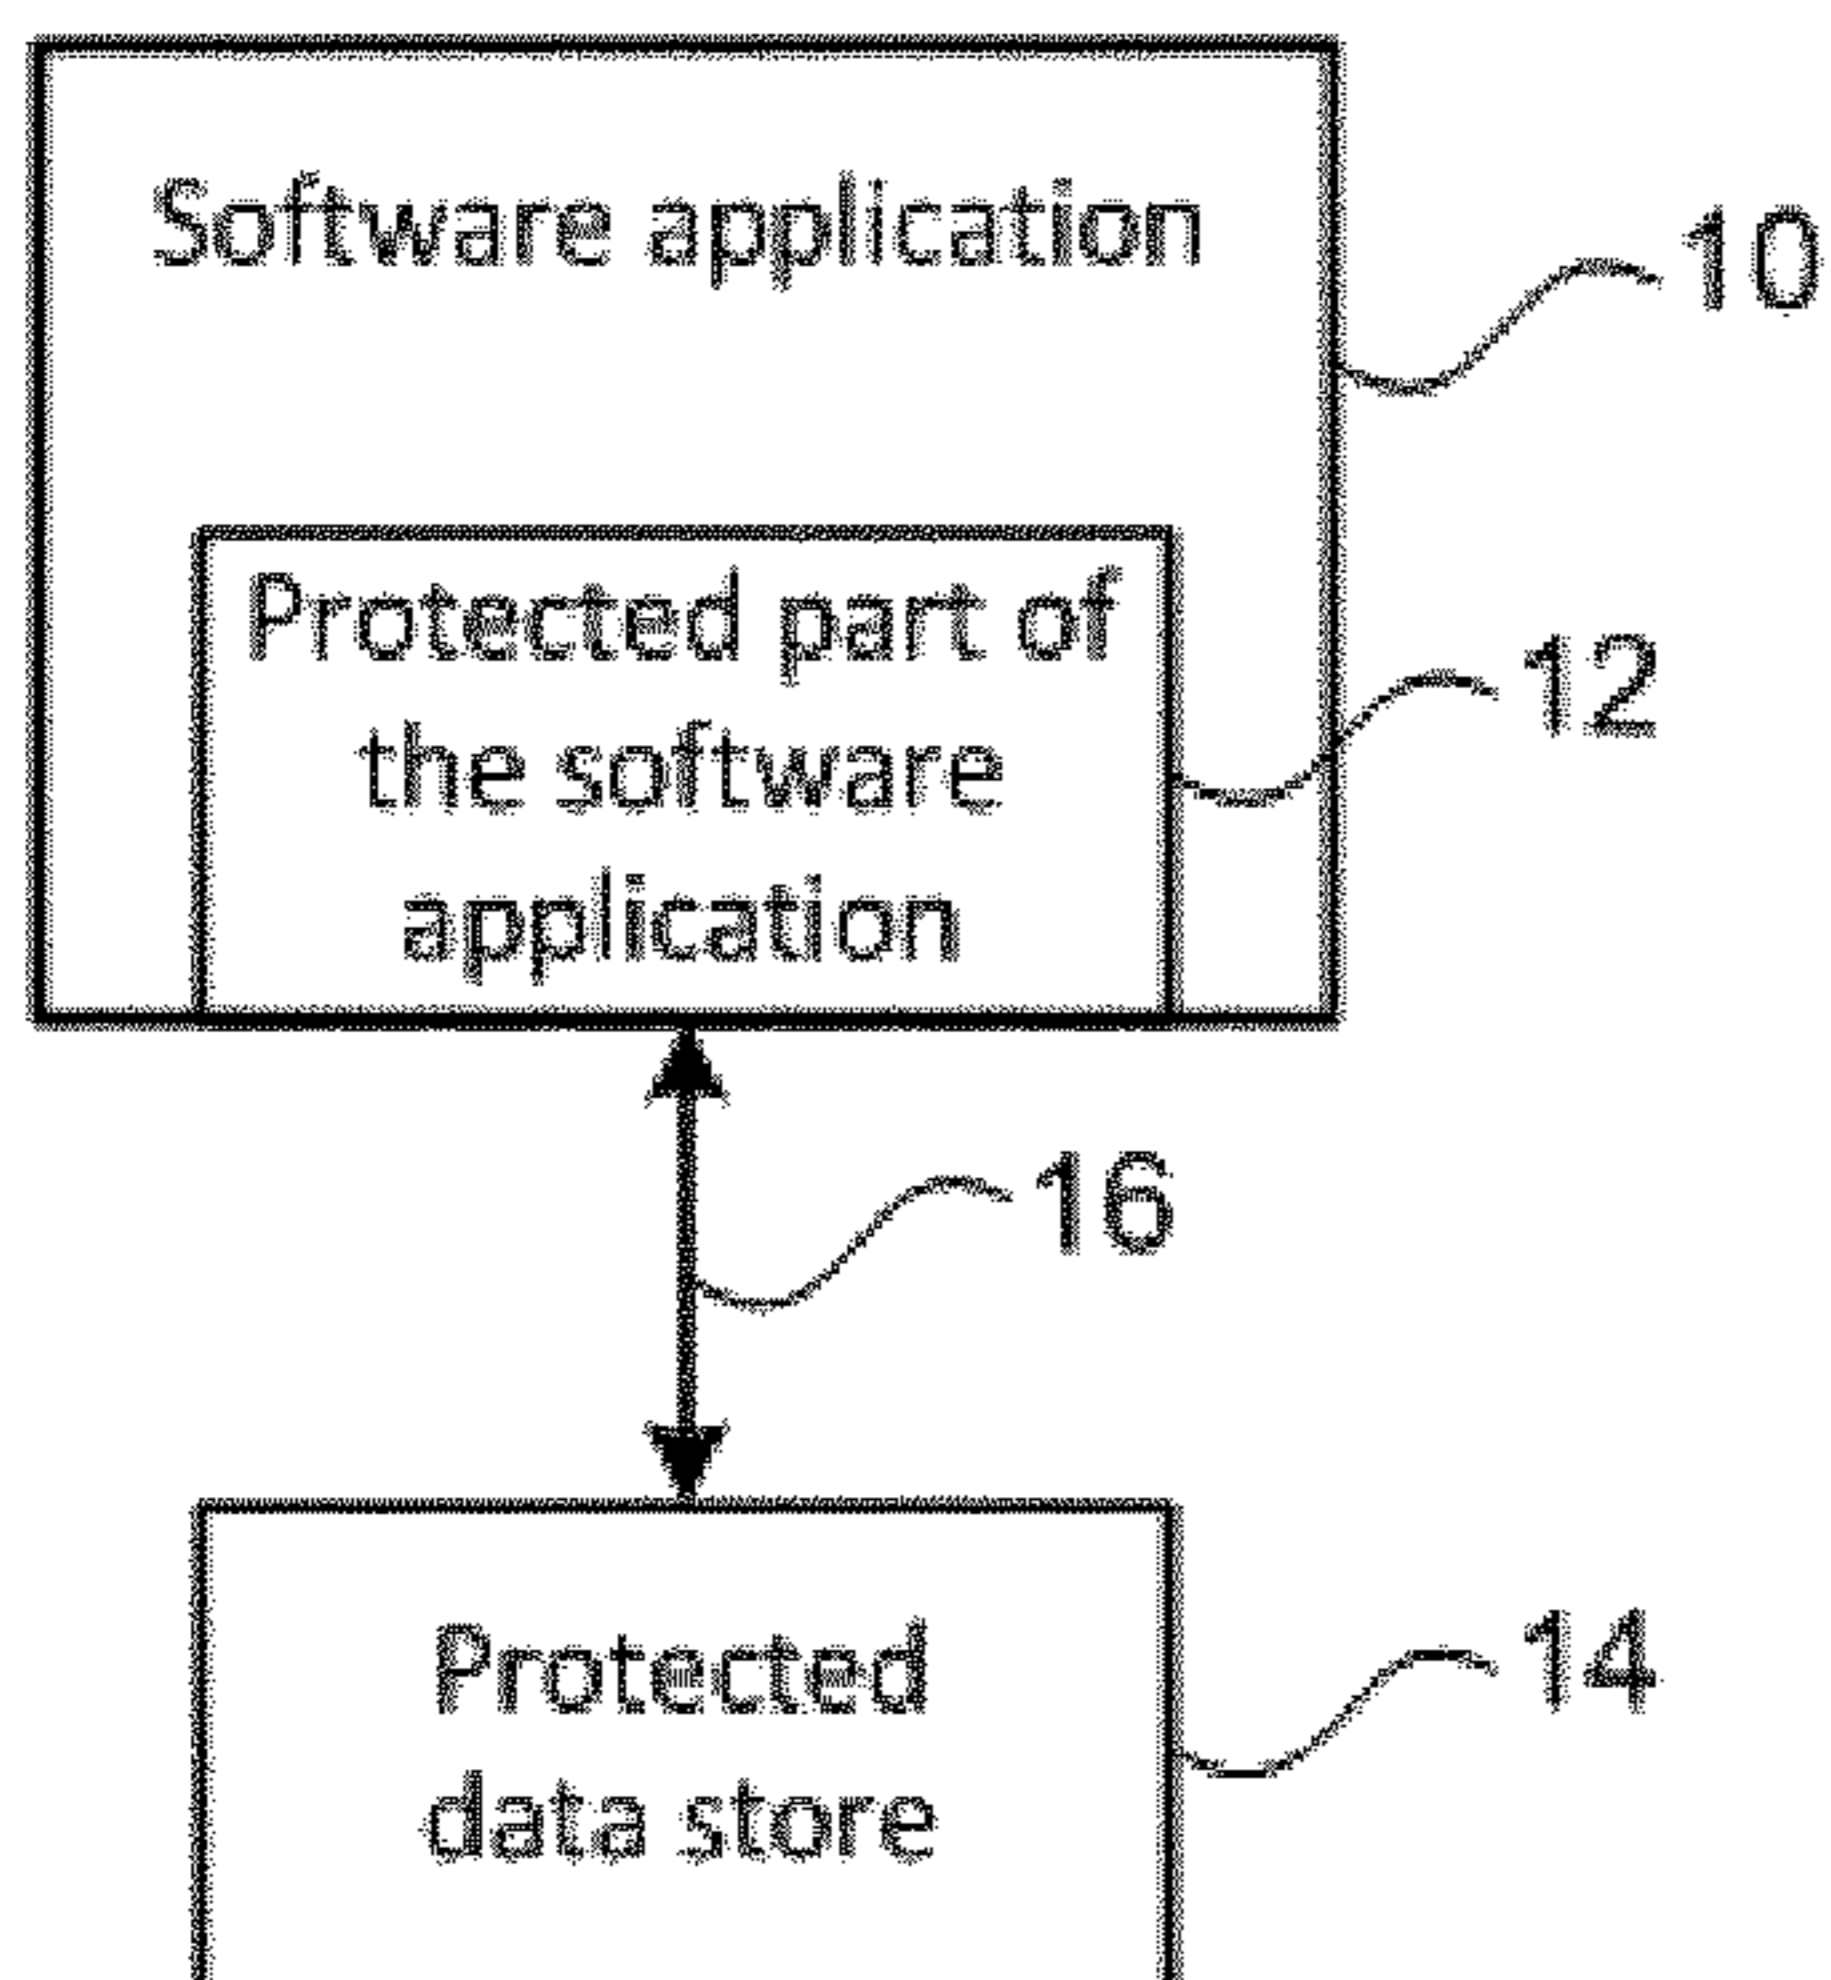 Software application
10
Protected part of
the software
application
12
16
Protected
data store
14